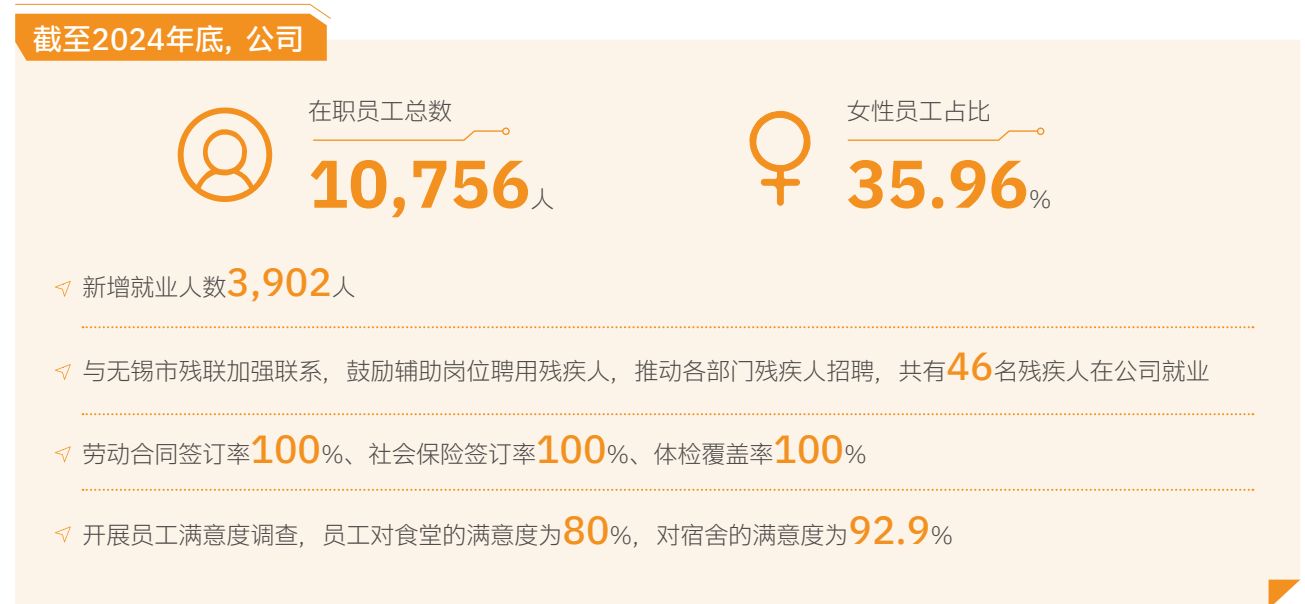 截至2024年底，公司
在职员工总数
10,756人
女性员工占比
35.96%
新增就业人数3,902人
与无锡市残联加强联系，鼓励辅助岗位聘用残疾人，推动各部门残疾人招聘，共有46名残疾人在公司就业
劳动合同签订率100%、社会保险签订率100%、体检覆盖率100%
开展员工满意度调查，员工对食堂的满意度为80%，对宿舍的满意度为92.9%